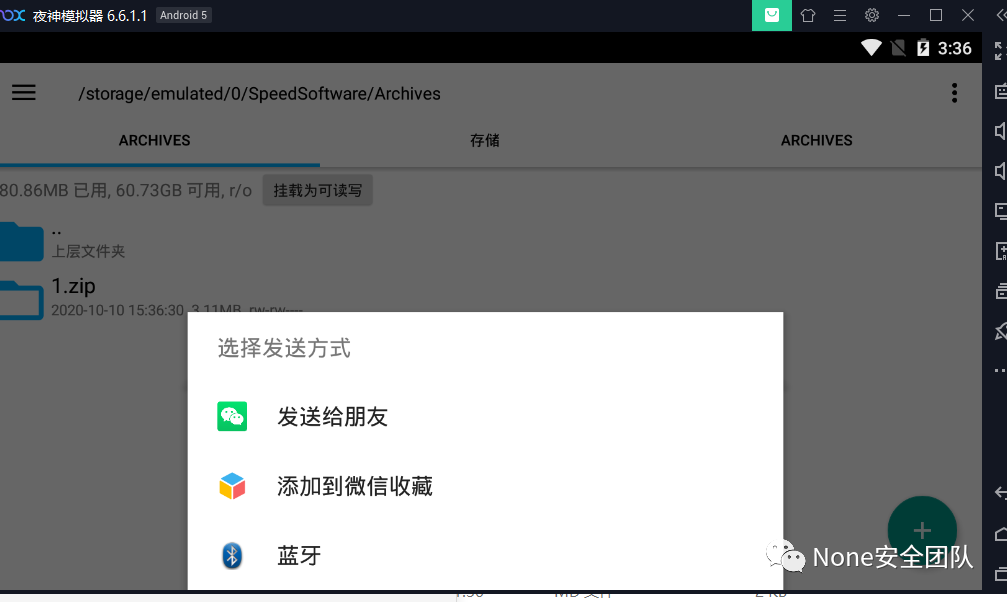 nox 夜神模拟器 6.6.1.1 Android 5
3:36
/storage/emulated/0/SpeedSoftware/Archives
ARCHIVES 存储 ARCHIVES
80.86MB 已用, 60.73GB 可用, r/o 挂载为可读写
..
上层文件夹
1.zip
2020-10-10 15:36:30 3.11MB rw-rw----
选择发送方式
发送给朋友
添加到微信收藏
蓝牙
None安全团队